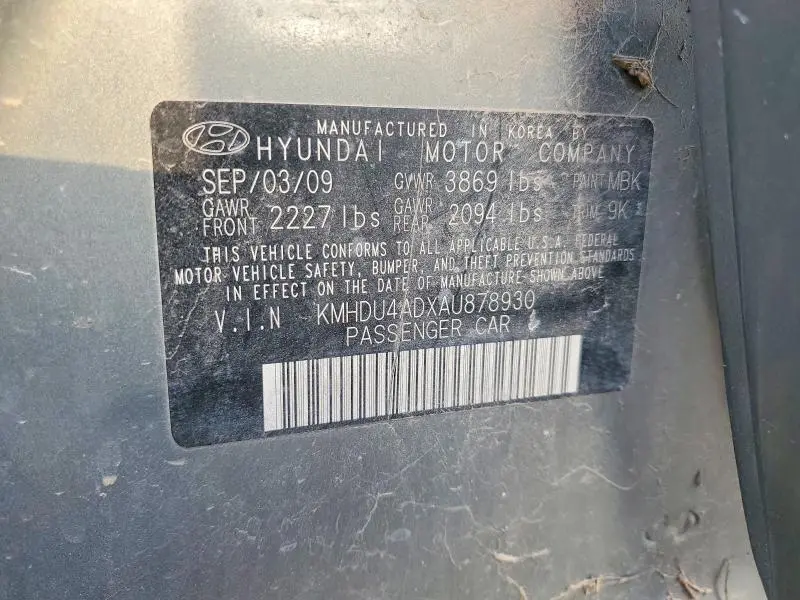 MANUFACTURED IN KOREA BY
HYUNDAI MOTOR COMPANY
SEP/03/09 GVWR 3869 lbs PAINT MBK
GAWR FRONT 2227 lbs GAWR REAR 2094 lbs TRIM 9K
THIS VEHICLE CONFORMS TO ALL APPLICABLE U.S.A. FEDERAL
MOTOR VEHICLE SAFETY, BUMPER, AND THEFT PREVENTION STANDARDS
IN EFFECT ON THE DATE OF MANUFACTURE SHOWN ABOVE
V.I.N KMHDU4ADXAU878930
PASSENGER CAR